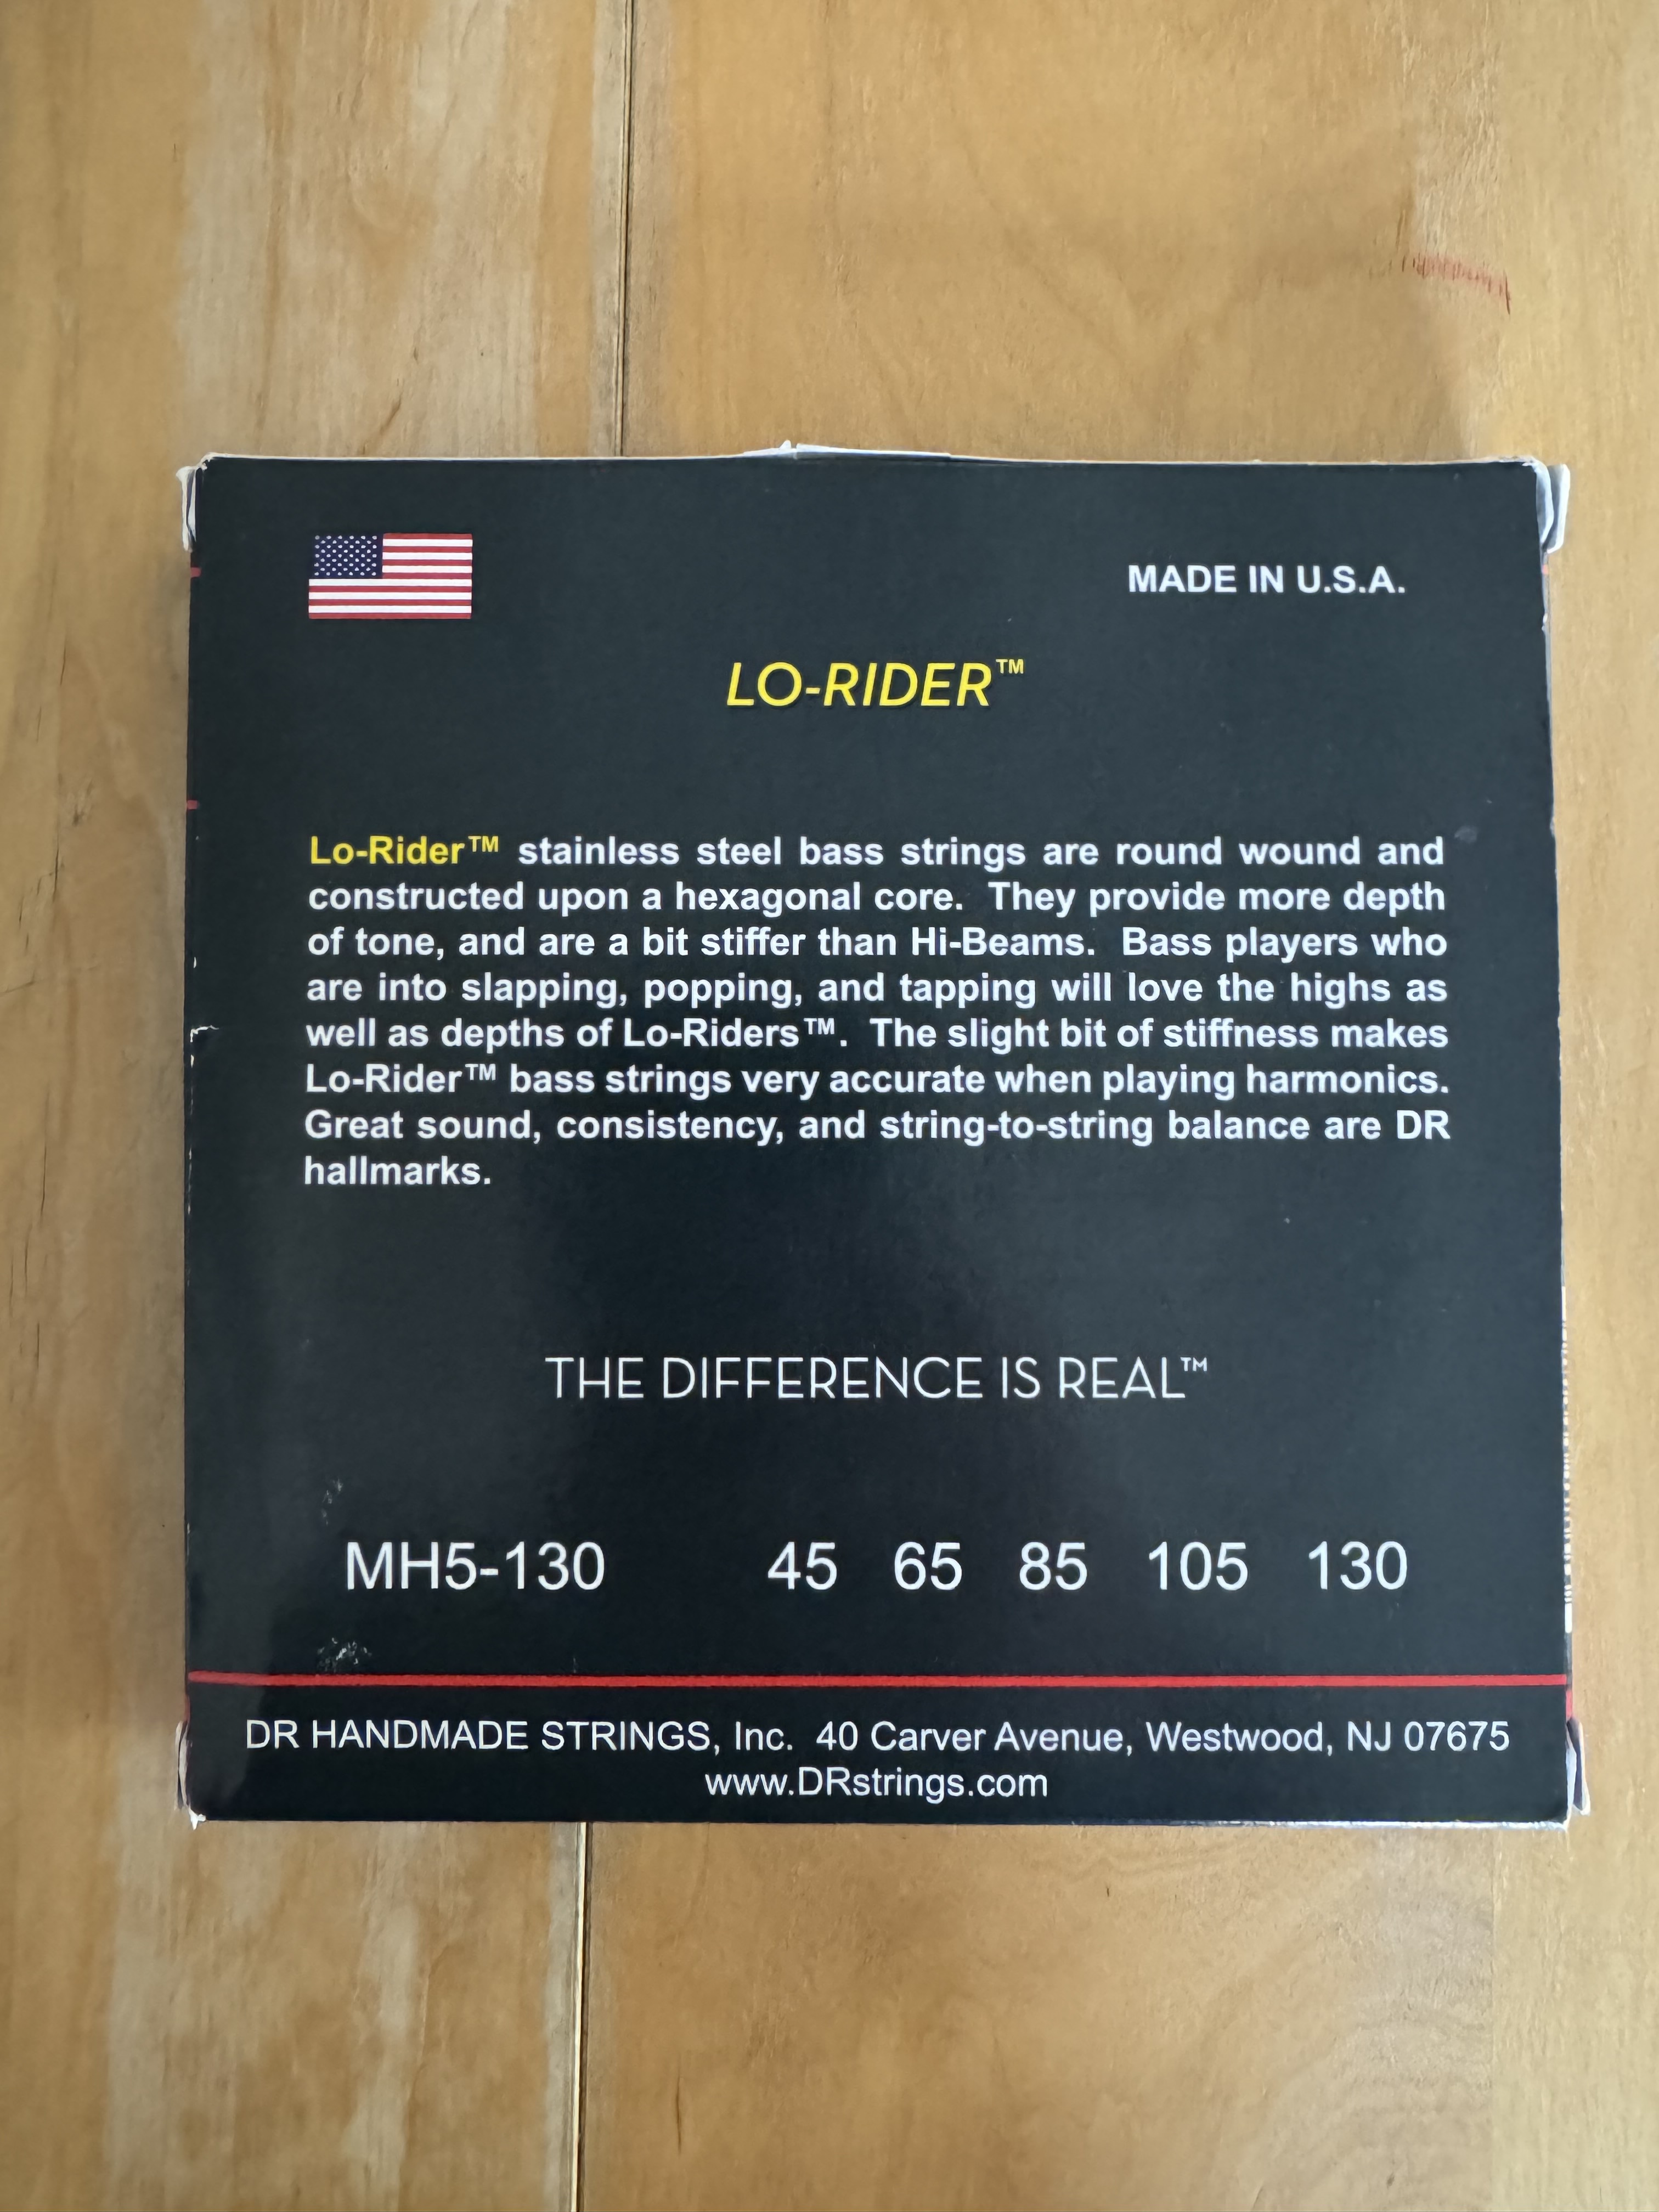 MADE IN U.S.A.
LO-RIDER™
Lo-Rider™ stainless steel bass strings are round wound and
constructed upon a hexagonal core. They provide more depth
of tone, and are a bit stiffer than Hi-Beams. Bass players who
are into slapping, popping, and tapping will love the highs as
well as depths of Lo-Riders™. The slight bit of stiffness makes
Lo-Rider™ bass strings very accurate when playing harmonics.
Great sound, consistency, and string-to-string balance are DR
hallmarks.
THE DIFFERENCE IS REAL™
MH5-130 45 65 85 105 130
DR HANDMADE STRINGS, Inc. 40 Carver Avenue, Westwood, NJ 07675
www.DRstrings.com